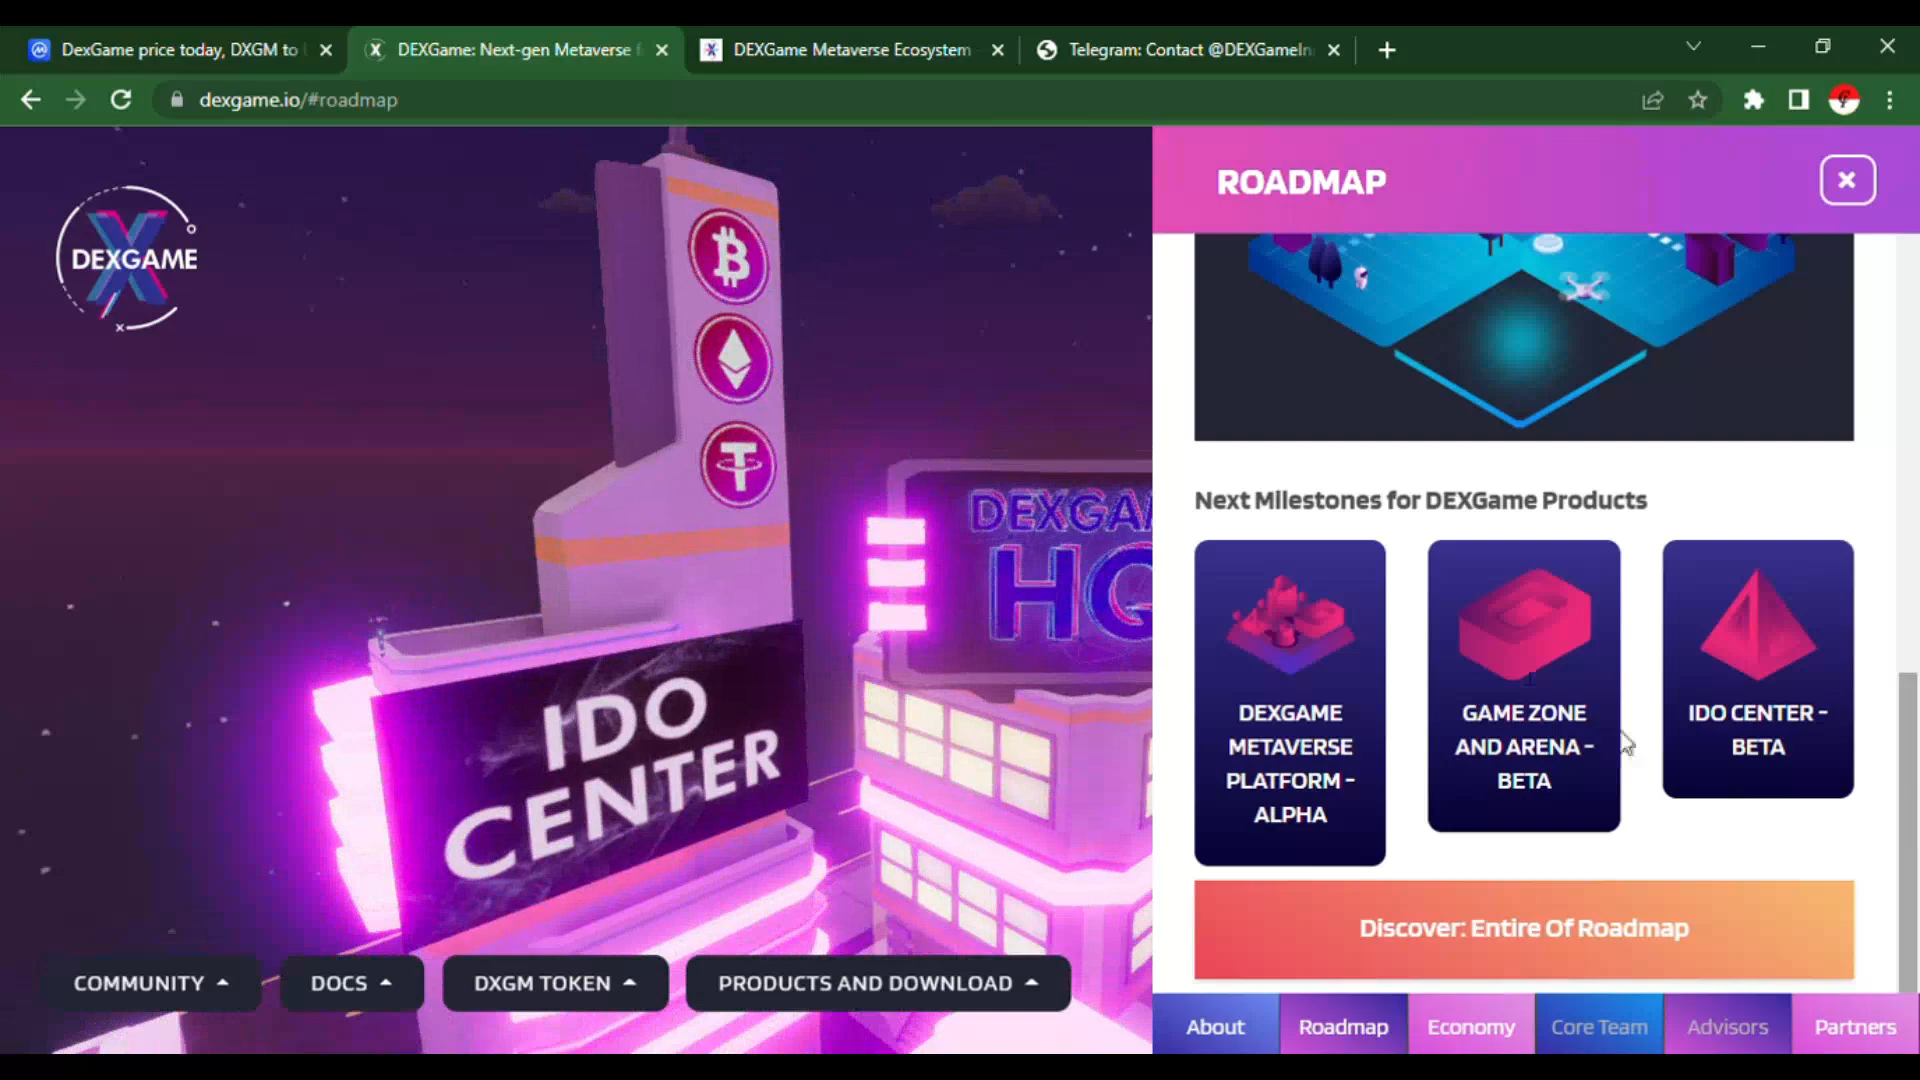 DexGame price today, DXGM to
DEXGame: Next-gen Metaverse f
DEXGame Metaverse Ecosystem
Telegram: Contact @DEXGameIn
dexgame.io/#roadmap
DEXGAME
IDO
CENTER
DEXGA
HQ
COMMUNITY
DOCS
DXGM TOKEN
PRODUCTS AND DOWNLOAD
ROADMAP
Next Milestones for DEXGame Products
DEXGAME
METAVERSE
PLATFORM -
ALPHA
GAME ZONE
AND ARENA -
BETA
IDO CENTER -
BETA
Discover: Entire Of Roadmap
About
Roadmap
Economy
Core Team
Advisors
Partners